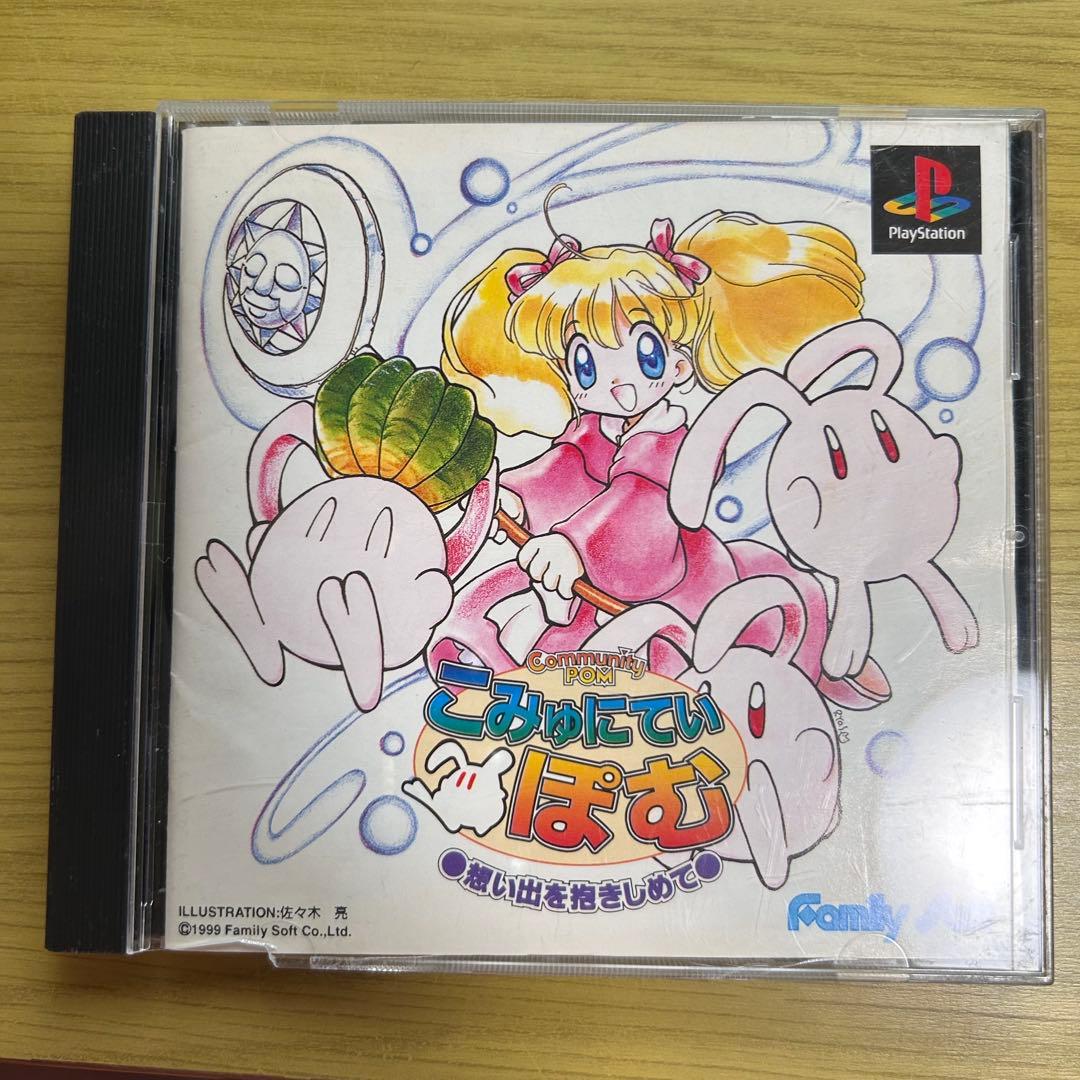 PlayStation
Community
POM
こみゅにてぃ
ぽむ
●想い出を抱きしめて●
ILLUSTRATION:佐々木 亮
©1999 Family Soft Co.,Ltd.
Family